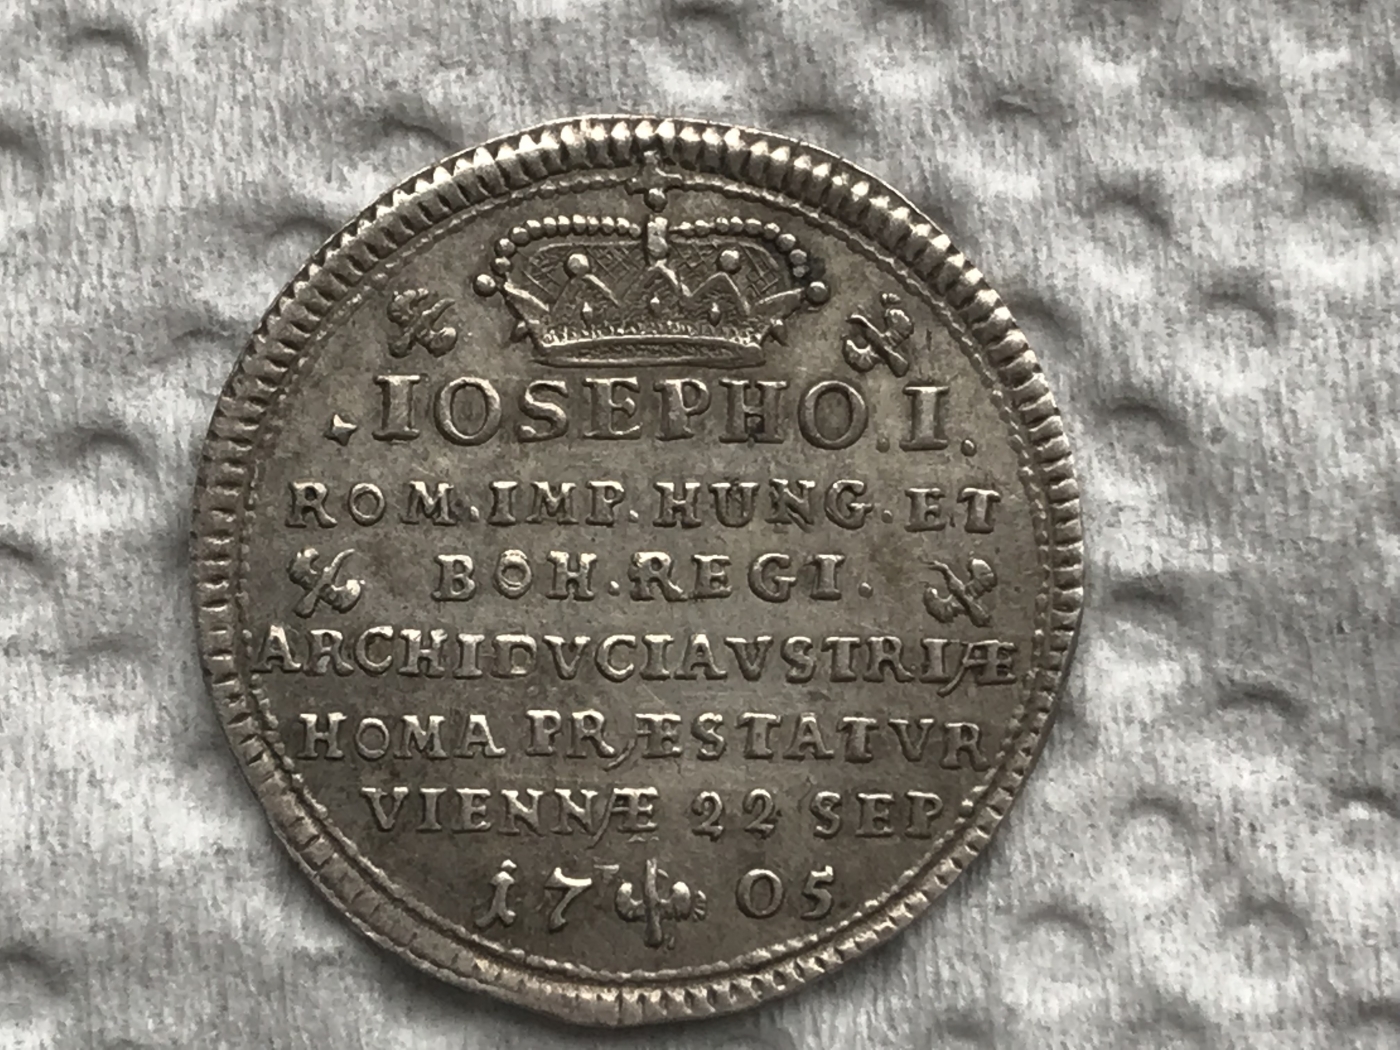 IOSEPHO.I.
ROM.IMP.HUNG.ET
BOH.REGI.
ARCHIDVCIAVSTRIÆ
HOMA PRÆSTATVR
VIENNÆ 22 SEP
17 05